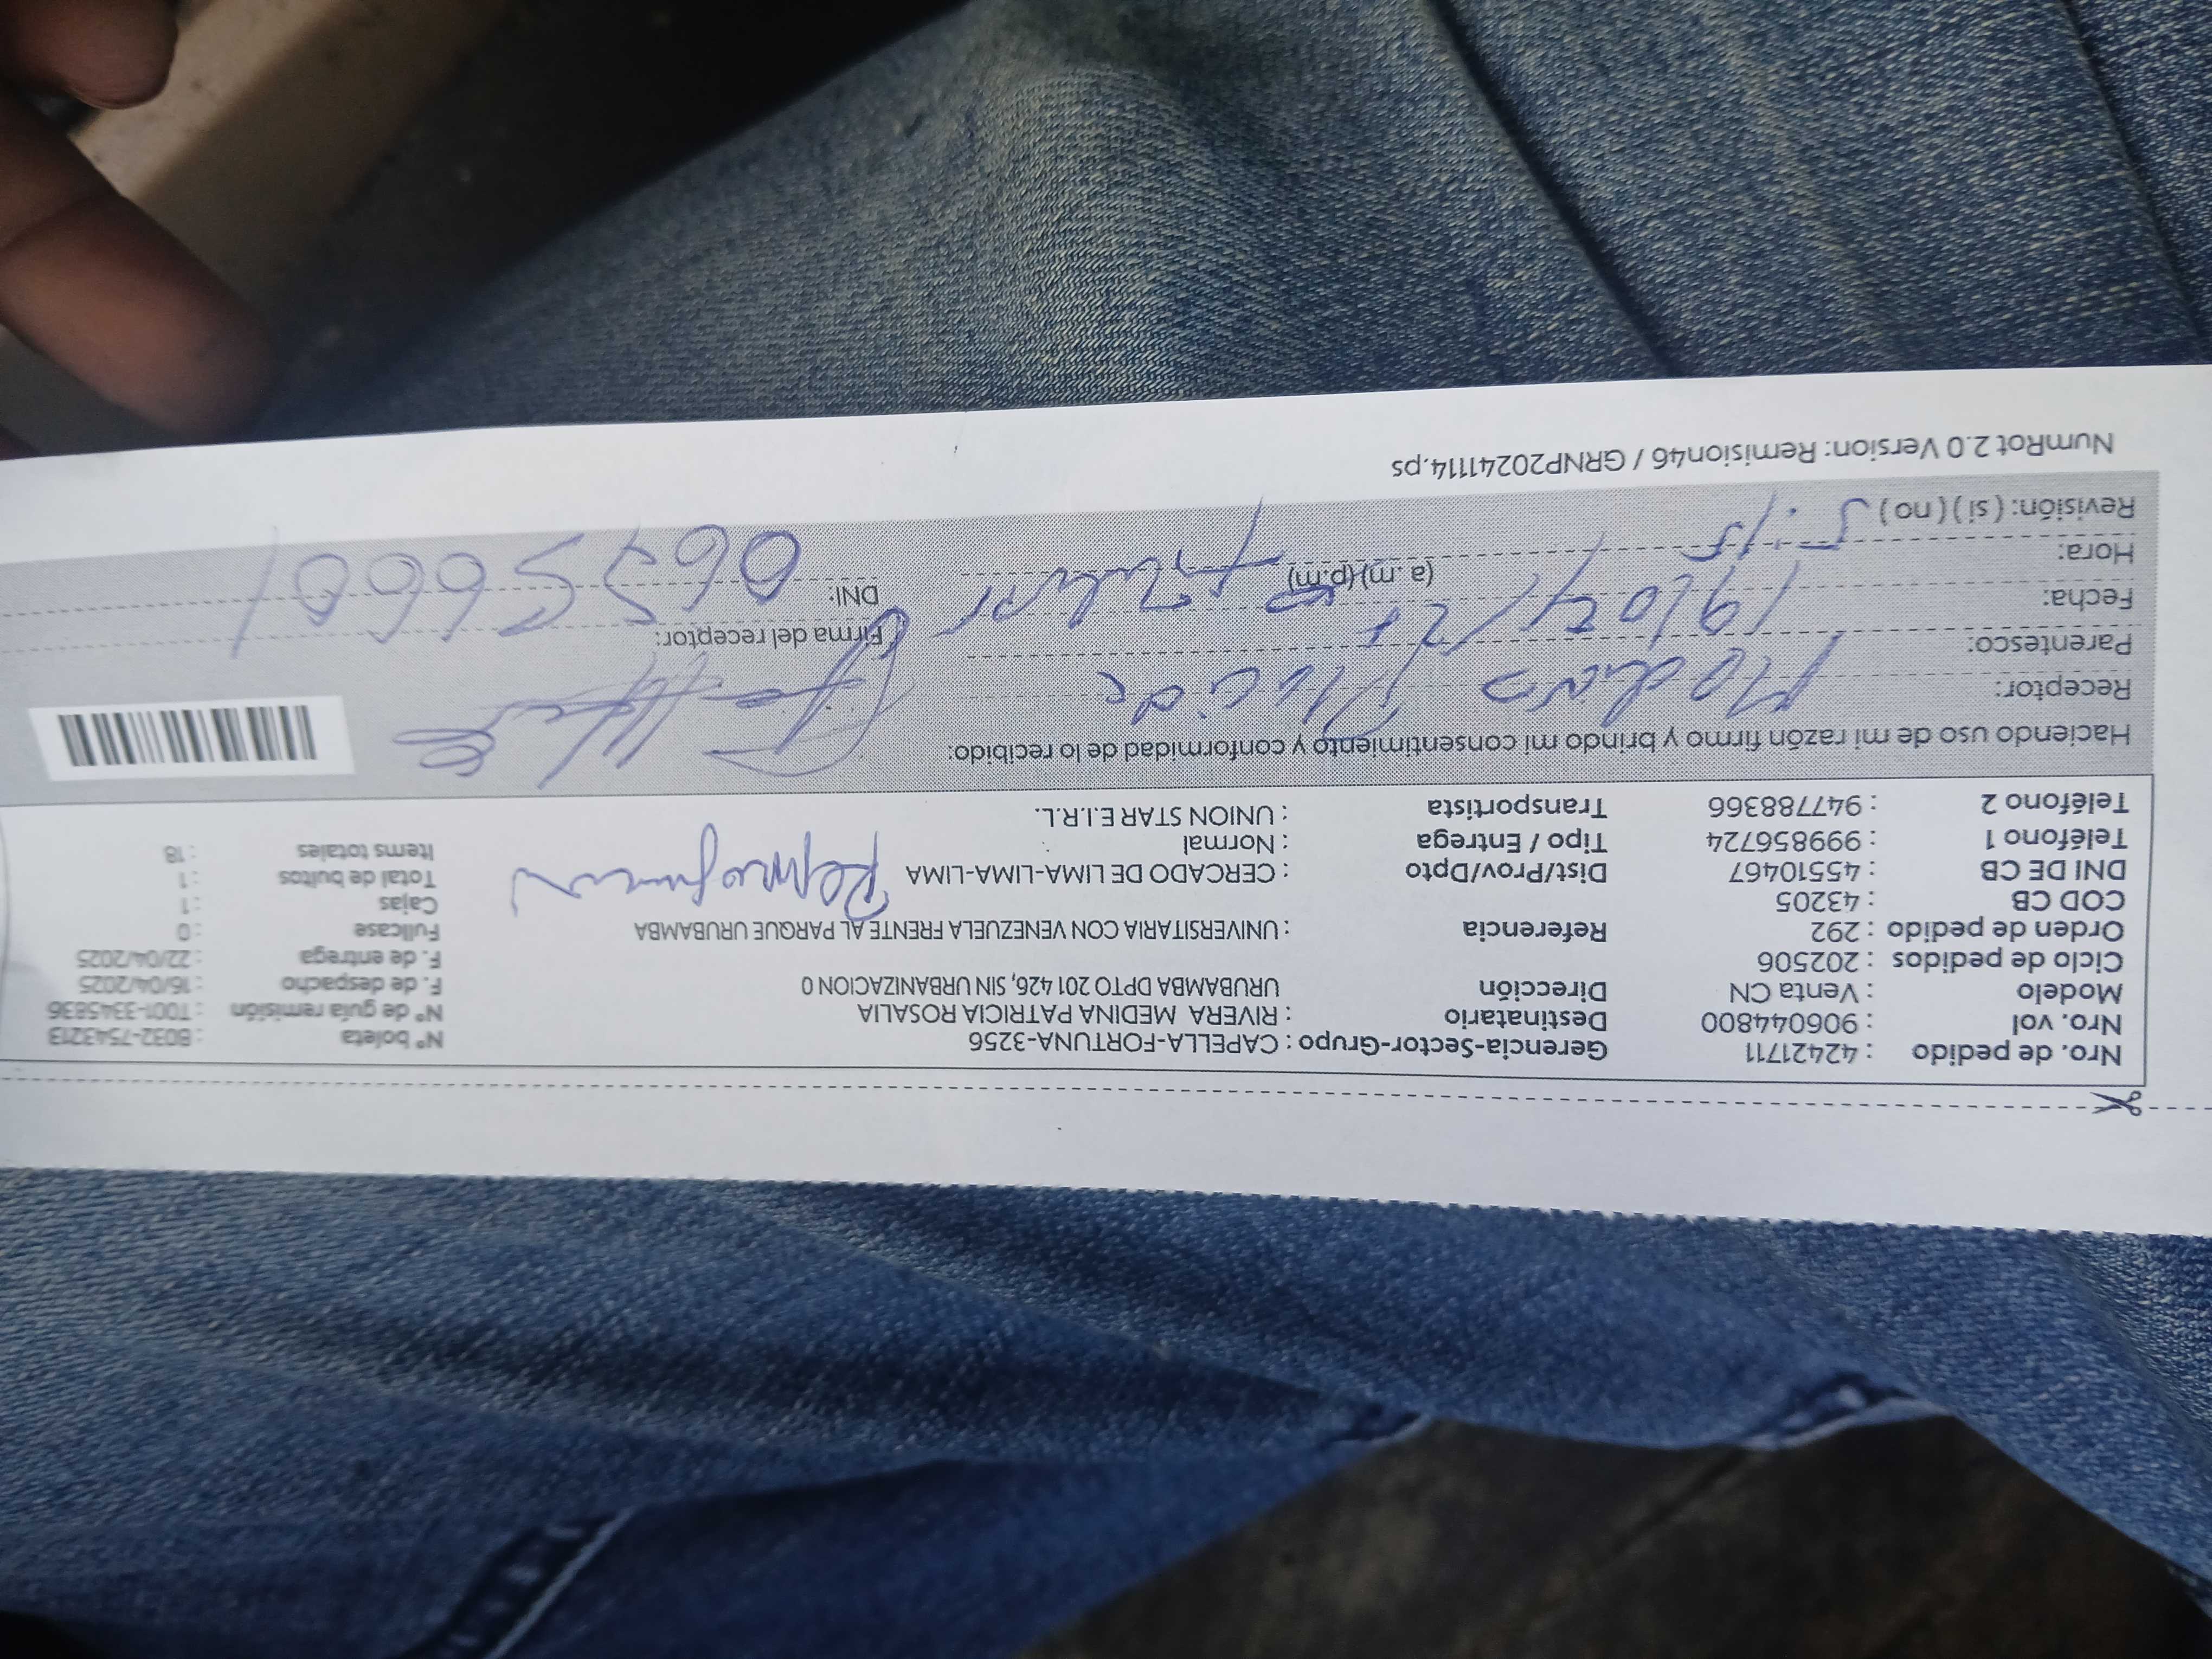 Nro. de pedido : 42421711 Gerencia-Sector-Grupo : CAPELLA-FORTUNA-3256 N° boleta : B032-7543213
Nro. vol : 906044800 Destinatario : RIVERA MEDINA PATRICIA ROSALIA N° de guía remisión : T001-3345836
Modelo : Venta CN Dirección URUBAMBA DPTO 201 426, SIN URBANIZACION 0 F. de despacho : 16/04/2025
Ciclo de pedidos : 202506 F. de entrega : 22/04/2025
Orden de pedido : 292 Referencia : UNIVERSITARIA CON VENEZUELA FRENTE AL PARQUE URUBAMBA Fullcase : 0
COD CB : 43205 Cajas : 1
DNI DE CB : 45510467 Dist/Prov/Dpto : CERCADO DE LIMA-LIMA-LIMA Total de bultos : 1
Teléfono 1 : 999856724 Tipo / Entrega : Normal Items totales : 18
Teléfono 2 : 947788366 Transportista : UNION STAR E.I.R.L.
Haciendo uso de mi razón firmo y brindo mi consentimiento y conformidad de lo recibido:
Receptor:
Parentesco: Firma del receptor:
Fecha: 19/04/25 DNI:
Hora: 5:15 (a.m)(p.m)
Revisión: (si) (no)
NumRot 2.0 Version: Remision46 / GRNP20241114.ps